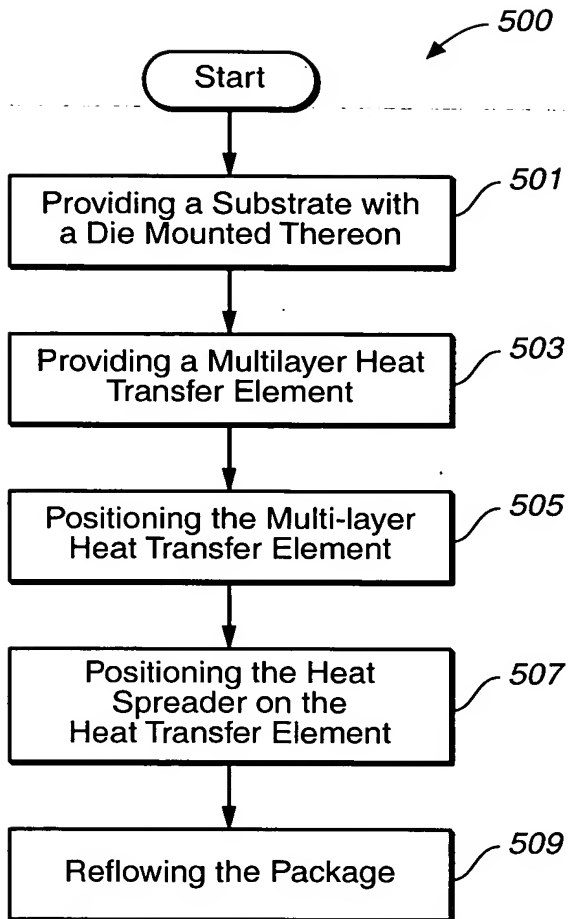 500
Start
501
Providing a Substrate with
a Die Mounted Thereon
503
Providing a Multilayer Heat
Transfer Element
505
Positioning the Multi-layer
Heat Transfer Element
507
Positioning the Heat
Spreader on the
Heat Transfer Element
509
Reflowing the Package